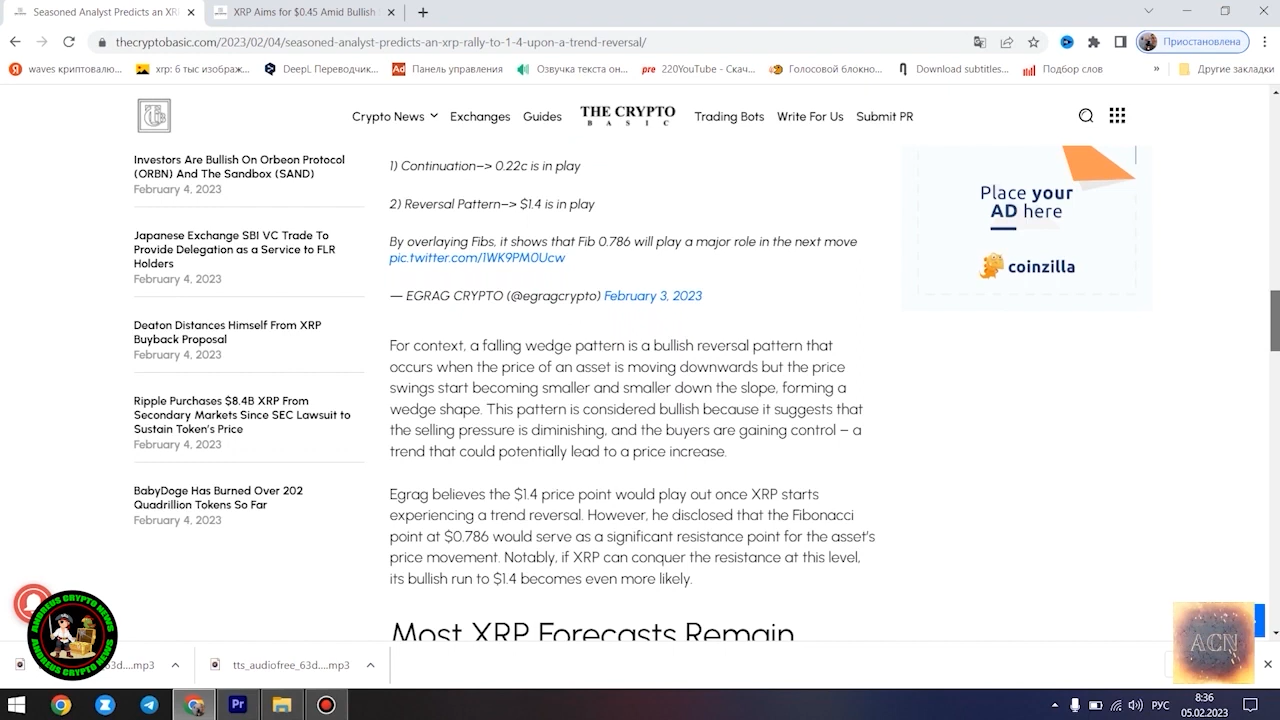 Seasoned Analyst Predicts an XR
XRP Aims for $0.45 Amid Bullish
thecryptobasic.com/2023/02/04/seasoned-analyst-predicts-an-xrp-rally-to-1-4-upon-a-trend-reversal/
Приостановлена
waves криптовалю...
xrp: 6 тыс изображ...
DeepL Переводчик...
Панель управления
Озвучка текста он...
220YouTube - Скач...
Голосовой блокно...
Download subtitles...
Подбор слов
»
Другие закладки
Crypto News
Exchanges
Guides
THE CRYPTO
BASIC
Trading Bots
Write For Us
Submit PR
Investors Are Bullish On Orbeon Protocol
(ORBN) And The Sandbox (SAND)
February 4, 2023
Japanese Exchange SBI VC Trade To
Provide Delegation as a Service to FLR
Holders
February 4, 2023
Deaton Distances Himself From XRP
Buyback Proposal
February 4, 2023
Ripple Purchases $8.4B XRP From
Secondary Markets Since SEC Lawsuit to
Sustain Token's Price
February 4, 2023
BabyDoge Has Burned Over 202
Quadrillion Tokens So Far
February 4, 2023
1) Continuation–> 0.22c is in play
2) Reversal Pattern–> $1.4 is in play
By overlaying Fibs, it shows that Fib 0.786 will play a major role in the next move
pic.twitter.com/1WK9PM0Ucw
— EGRAG CRYPTO (@egragcrypto) February 3, 2023
For context, a falling wedge pattern is a bullish reversal pattern that
occurs when the price of an asset is moving downwards but the price
swings start becoming smaller and smaller down the slope, forming a
wedge shape. This pattern is considered bullish because it suggests that
the selling pressure is diminishing, and the buyers are gaining control – a
trend that could potentially lead to a price increase.
Egrag believes the $1.4 price point would play out once XRP starts
experiencing a trend reversal. However, he disclosed that the Fibonacci
point at $0.786 would serve as a significant resistance point for the asset's
price movement. Notably, if XRP can conquer the resistance at this level,
its bullish run to $1.4 becomes even more likely.
Most XRP Forecasts Remain
Place your
AD here
coinzilla
ANDREUS CRYPTO NEWS
ANDREUS CRYPTO NEWS
ACN
3d....mp3
tts_audiofree_63d....mp3
РУС
8:36
05.02.2023